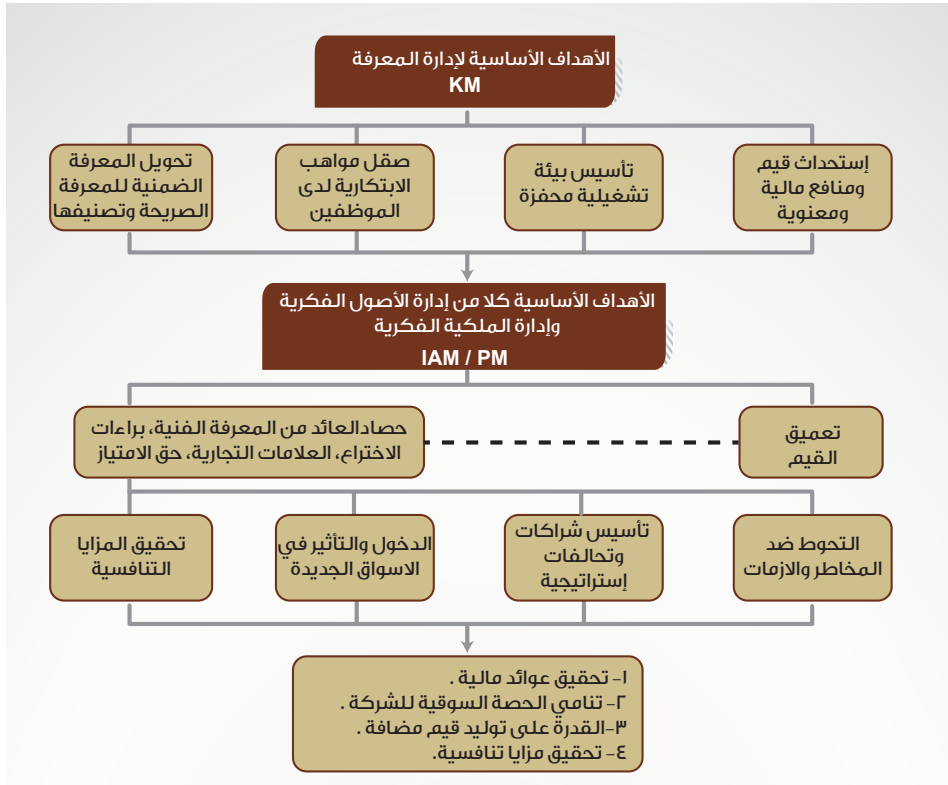 الأهداف الأساسية لإدارة المعرفة
KM
إستحداث قيم
ومنافع مالية
ومعنوية
تأسيس بيئة
تشغيلية محفزة
صقل مواهب
الابتكارية لدى
الموظفين
تحويل المعرفة
الضمنية للمعرفة
الصريحة وتصنيفها
الأهداف الأساسية كلا من إدارة الأصول الفكرية
وإدارة الملكية الفكرية
IAM / PM
تعميق
القيم
حصادالعائد من المعرفة الفنية، براءات
الاختراع، العلامات التجارية، حق الامتياز
التحوط ضد
المخاطر والازمات
تأسيس شراكات
وتحالفات
إستراتيجية
الدخول والتأثير في
الاسواق الجديدة
تحقيق المزايا
التنافسية
١- تحقيق عوائد مالية .
٢- تنامي الحصة السوقية للشركة .
٣-القدرة على توليد قيم مضافة .
٤- تحقيق مزايا تنافسية.